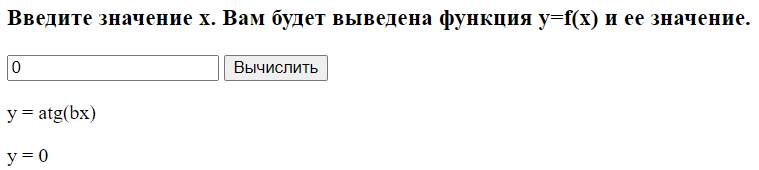 Введите значение x. Вам будет выведена функция y=f(x) и ее значение.
0 Вычислить
y = atg(bx)
y = 0